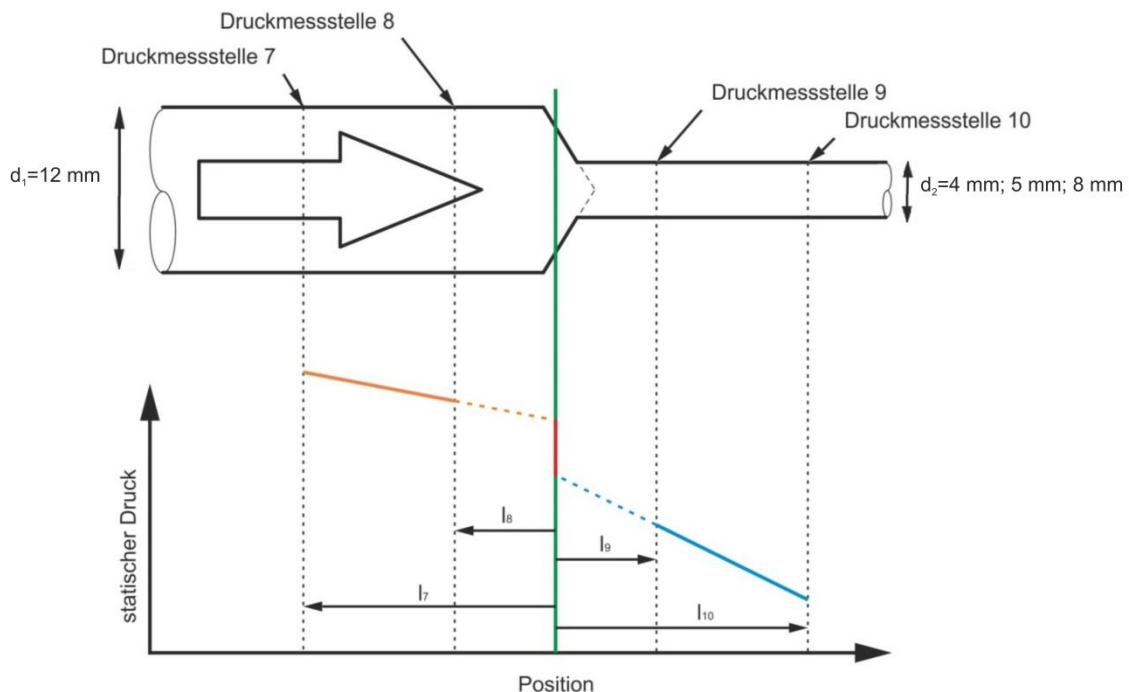 Druckmessstelle 8
Druckmessstelle 7
Druckmessstelle 9
Druckmessstelle 10
d₁=12 mm
d₂=4 mm; 5 mm; 8 mm
statischer Druck
l₈
l₉
l₇
l₁₀
Position